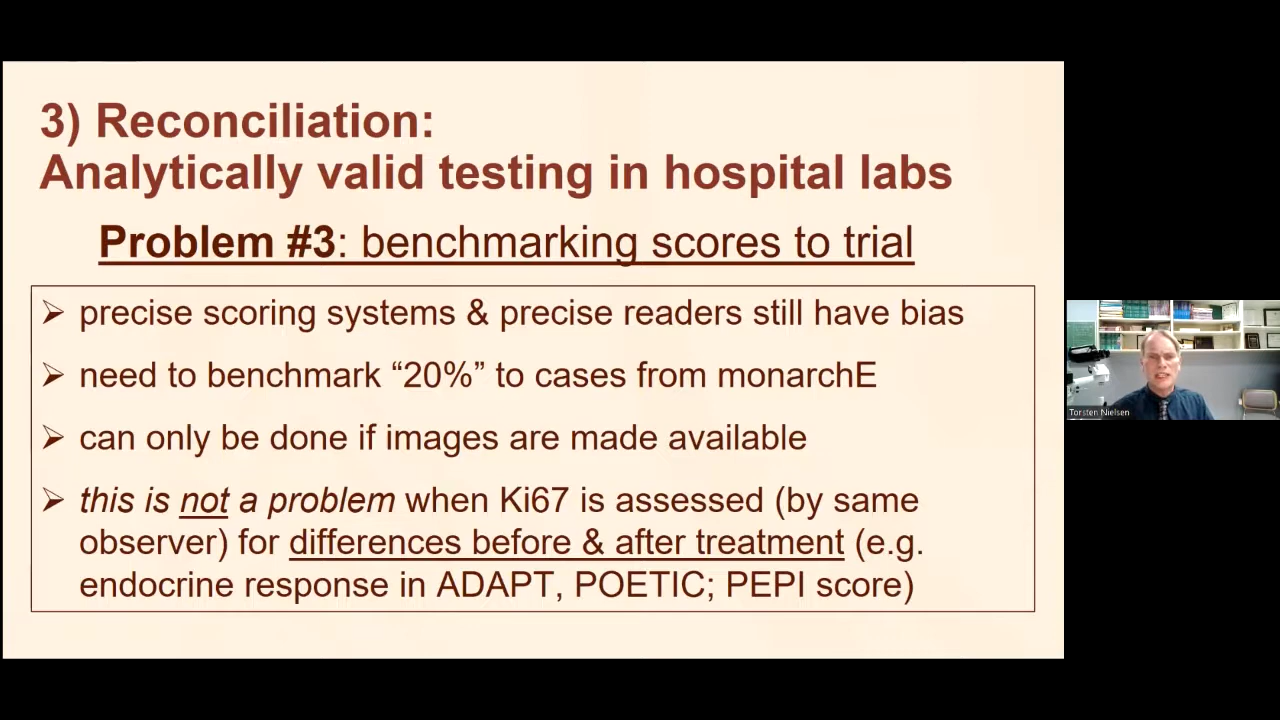 3) Reconciliation:
Analytically valid testing in hospital labs
Problem #3: benchmarking scores to trial
➢ precise scoring systems & precise readers still have bias
➢ need to benchmark “20%” to cases from monarchE
➢ can only be done if images are made available
➢ this is not a problem when Ki67 is assessed (by same
observer) for differences before & after treatment (e.g.
endocrine response in ADAPT, POETIC; PEPI score)
Torsten Nielsen